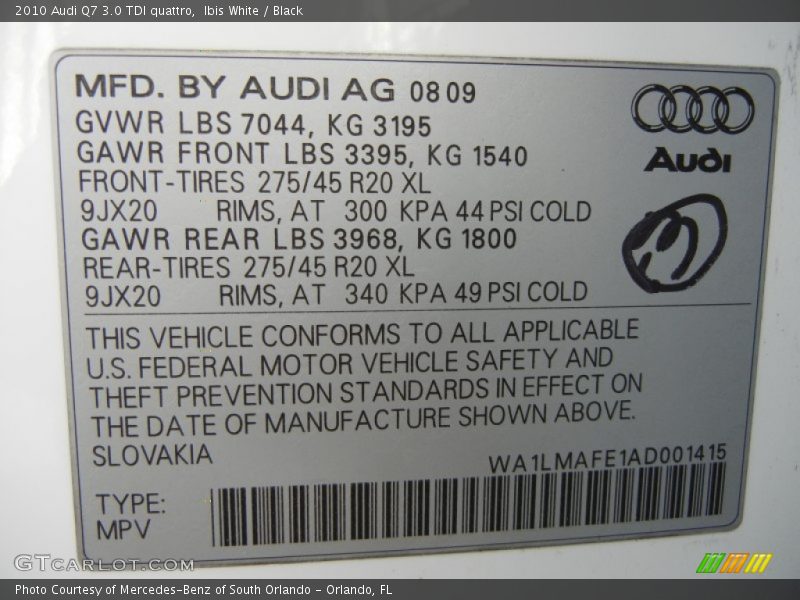 2010 Audi Q7 3.0 TDI quattro,  Ibis White / Black
MFD. BY AUDI AG 08 09
GVWR LBS 7044, KG 3195
GAWR FRONT LBS 3395, KG 1540
FRONT-TIRES 275/45 R20 XL
9JX20 RIMS, AT 300 KPA 44 PSI COLD
GAWR REAR LBS 3968, KG 1800
REAR-TIRES 275/45 R20 XL
9JX20 RIMS, AT 340 KPA 49 PSI COLD
Audi
THIS VEHICLE CONFORMS TO ALL APPLICABLE
U.S. FEDERAL MOTOR VEHICLE SAFETY AND
THEFT PREVENTION STANDARDS IN EFFECT ON
THE DATE OF MANUFACTURE SHOWN ABOVE.
SLOVAKIA
WA1LMAFE1AD001415
TYPE:
MPV
GTCARLOT.COM
Photo Courtesy of Mercedes-Benz of South Orlando - Orlando, FL